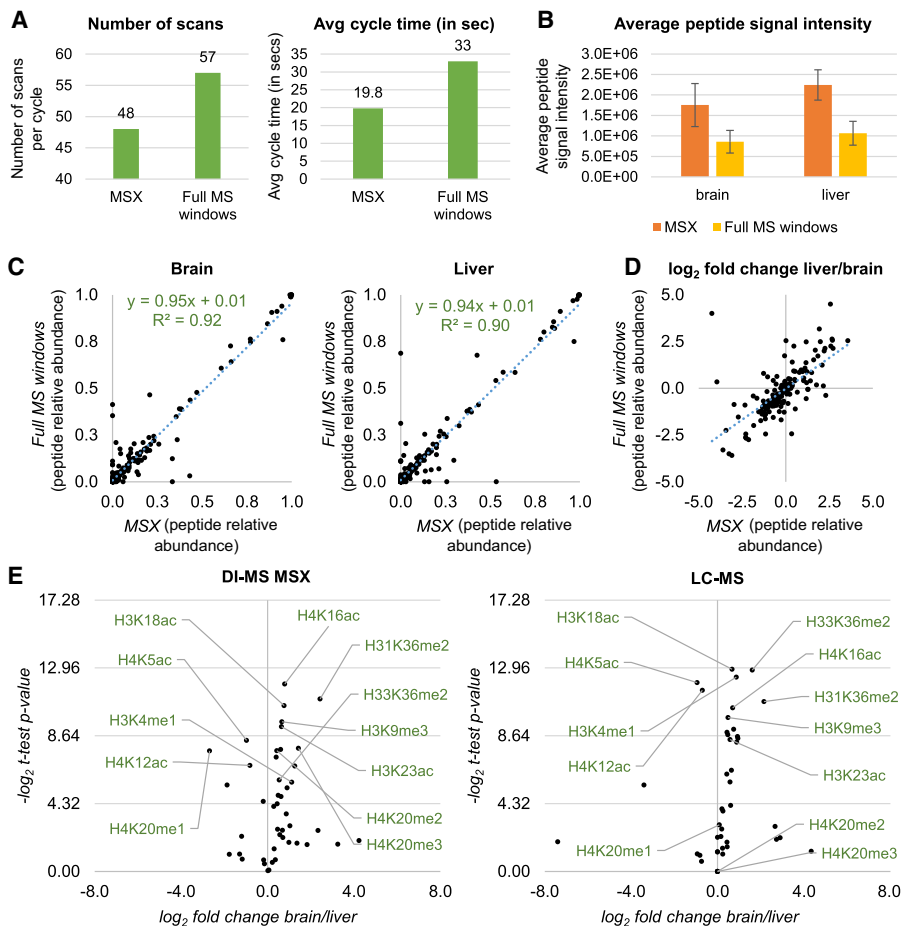 A
Number of scans
Number of scans
per cycle
60
55
50
45
40
48
57
MSX
Full MS
windows
Avg cycle time (in sec)
Avg cycle time (in secs)
35
30
25
20
15
10
5
0
19.8
33
MSX
Full MS
windows
B
Average peptide signal intensity
Average peptide
signal intensity
3.0E+06
2.5E+06
2.0E+06
1.5E+06
1.0E+06
5.0E+05
0.0E+00
brain
liver
MSX
Full MS windows
C
Brain
y = 0.95x + 0.01
R² = 0.92
Full MS windows
(peptide relative abundance)
1.0
0.8
0.5
0.3
0.0
0.0
0.3
0.5
0.8
1.0
MSX (peptide relative
abundance)
Liver
y = 0.94x + 0.01
R² = 0.90
Full MS windows
(peptide relative abundance)
1.0
0.8
0.5
0.3
0.0
0.0
0.3
0.5
0.8
1.0
MSX (peptide relative
abundance)
D
log₂ fold change liver/brain
Full MS windows
(peptide relative abundance)
5.0
2.5
0.0
-2.5
-5.0
-5.0
-2.5
0.0
2.5
5.0
MSX (peptide relative
abundance)
E
DI-MS MSX
-log₂ t-test p-value
17.28
12.96
8.64
4.32
0.00
H3K18ac
H4K16ac
H4K5ac
H31K36me2
H33K36me2
H3K4me1
H3K9me3
H4K12ac
H3K23ac
H4K20me2
H4K20me1
H4K20me3
-8.0
-4.0
0.0
4.0
8.0
log₂ fold change brain/liver
LC-MS
-log₂ t-test p-value
17.28
12.96
8.64
4.32
0.00
H3K18ac
H33K36me2
H4K5ac
H4K16ac
H31K36me2
H3K4me1
H3K9me3
H4K12ac
H3K23ac
H4K20me2
H4K20me1
H4K20me3
-8.0
-4.0
0.0
4.0
8.0
log₂ fold change brain/liver